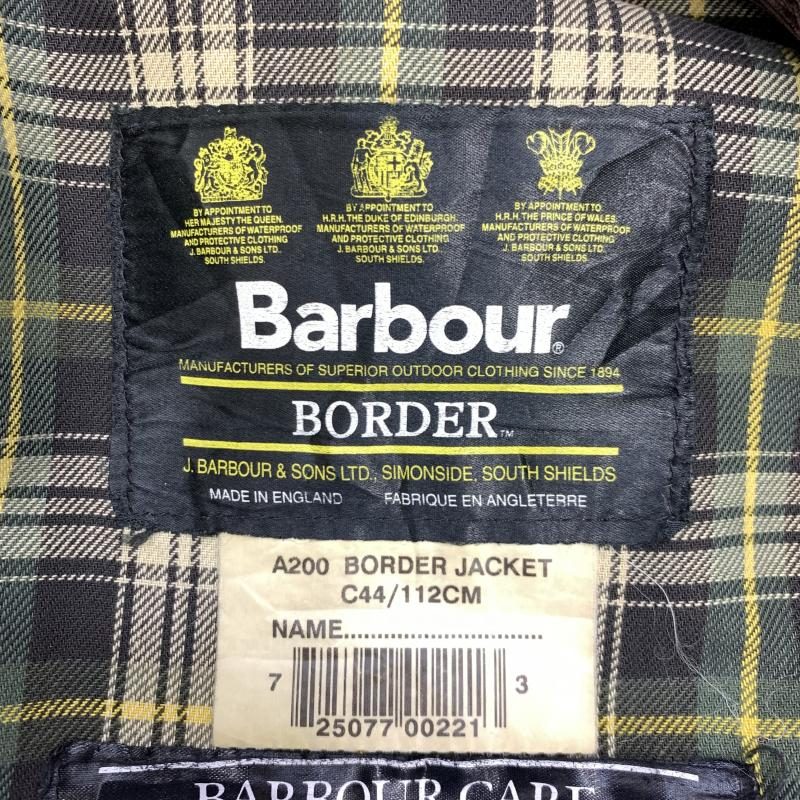 BY APPOINTMENT TO
HER MAJESTY THE QUEEN.
MANUFACTURERS OF WATERPROOF
AND PROTECTIVE CLOTHING
J. BARBOUR & SONS LTD.
SOUTH SHIELDS.
BY APPOINTMENT TO
H.R.H. THE DUKE OF EDINBURGH.
MANUFACTURERS OF WATERPROOF
AND PROTECTIVE CLOTHING
J. BARBOUR & SONS LTD.
SOUTH SHIELDS.
BY APPOINTMENT TO
H.R.H. THE PRINCE OF WALES.
MANUFACTURERS OF WATERPROOF
AND PROTECTIVE CLOTHING
J. BARBOUR & SONS LTD.
SOUTH SHIELDS.
Barbour®
MANUFACTURERS OF SUPERIOR OUTDOOR CLOTHING SINCE 1894
BORDER™
J. BARBOUR & SONS LTD., SIMONSIDE, SOUTH SHIELDS
MADE IN ENGLAND FABRIQUE EN ANGLETERRE
A200 BORDER JACKET
C44/112CM
NAME..............................
7 25077 00221 3
BARBOUR CARE